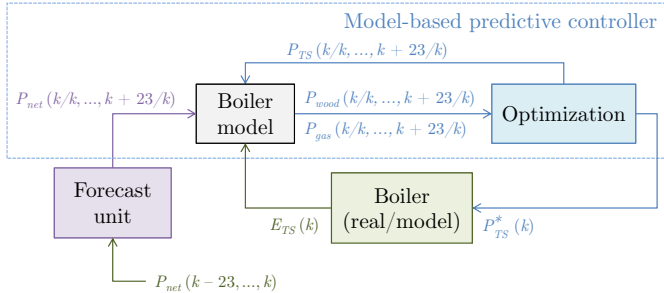 Model-based predictive controller
P_TS (k/k, ..., k + 23/k)
P_net (k/k, ..., k + 23/k)
Boiler
model
P_wood (k/k, ..., k + 23/k)
P_gas (k/k, ..., k + 23/k)
Optimization
Forecast
unit
Boiler
(real/model)
E_TS (k)
P*_TS (k)
P_net (k – 23, ..., k)